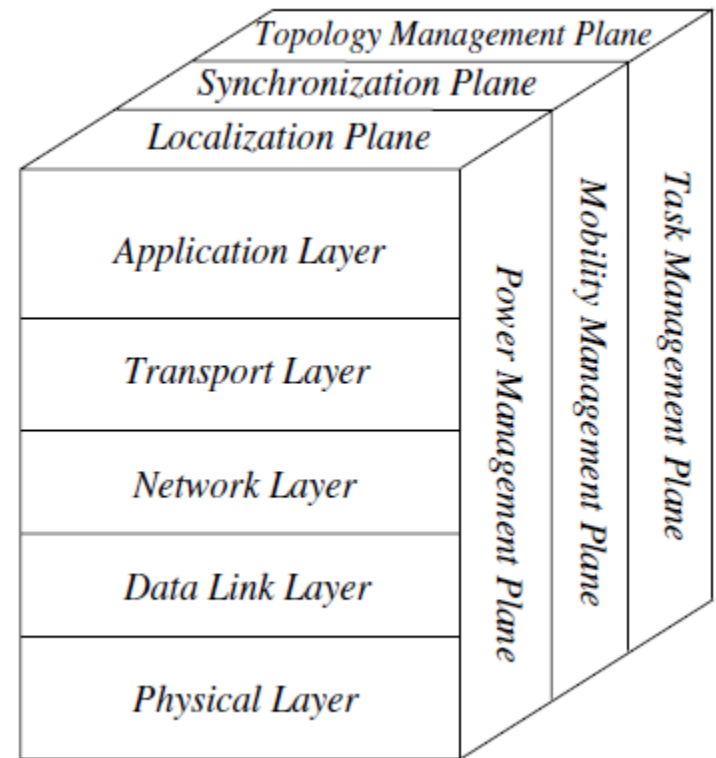 Topology Management Plane
Synchronization Plane
Localization Plane
Application Layer
Transport Layer
Network Layer
Data Link Layer
Physical Layer
Power Management Plane
Mobility Management Plane
Task Management Plane